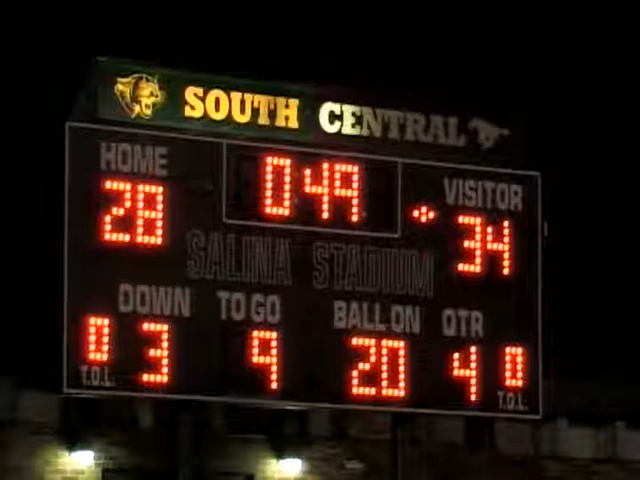 SOUTH CENTRAL
HOME
VISITOR
28
0:49
34
SALINA STADIUM
DOWN TO GO BALL ON QTR
0 3 9 20 4 0
T.O.L. T.O.L.